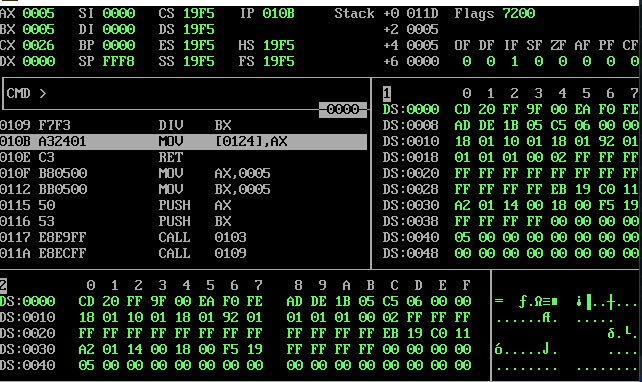 AX 0005 SI 0000 CS 19F5 IP 010B Stack +0 011D Flags 7200
BX 0005 DI 0000 DS 19F5 +2 0005
CX 0026 BP 0000 ES 19F5 HS 19F5 +4 0005 OF DF IF SF ZF AF PF CF
DX 0000 SP FFF8 SS 19F5 FS 19F5 +6 0000 0 0 1 0 0 0 0 0
CMD >
0000
1 0 1 2 3 4 5 6 7
DS:0000 CD 20 FF 9F 00 EA F0 FE
0109 F7F3 DIV BX DS:0008 AD DE 1B 05 C5 06 00 00
010B A32401 MOV [0124],AX DS:0010 18 01 10 01 18 01 92 01
010E C3 RET DS:0018 01 01 01 00 02 FF FF FF
010F B80500 MOV AX,0005 DS:0020 FF FF FF FF FF FF FF FF
0112 BB0500 MOV BX,0005 DS:0028 FF FF FF FF EB 19 C0 11
0115 50 PUSH AX DS:0030 A2 01 14 00 18 00 F5 19
0116 53 PUSH BX DS:0038 FF FF FF FF 00 00 00 00
0117 E8E9FF CALL 0103 DS:0040 05 00 00 00 00 00 00 00
011A E8ECFF CALL 0109 DS:0048 00 00 00 00 00 00 00 00
2 0 1 2 3 4 5 6 7 8 9 A B C D E F
DS:0000 CD 20 FF 9F 00 EA F0 FE AD DE 1B 05 C5 06 00 00
DS:0010 18 01 10 01 18 01 92 01 01 01 01 00 02 FF FF FF
DS:0020 FF FF FF FF FF FF FF FF FF FF FF FF EB 19 C0 11
DS:0030 A2 01 14 00 18 00 F5 19 FF FF FF FF 00 00 00 00
DS:0040 05 00 00 00 00 00 00 00 00 00 00 00 00 00 00 00